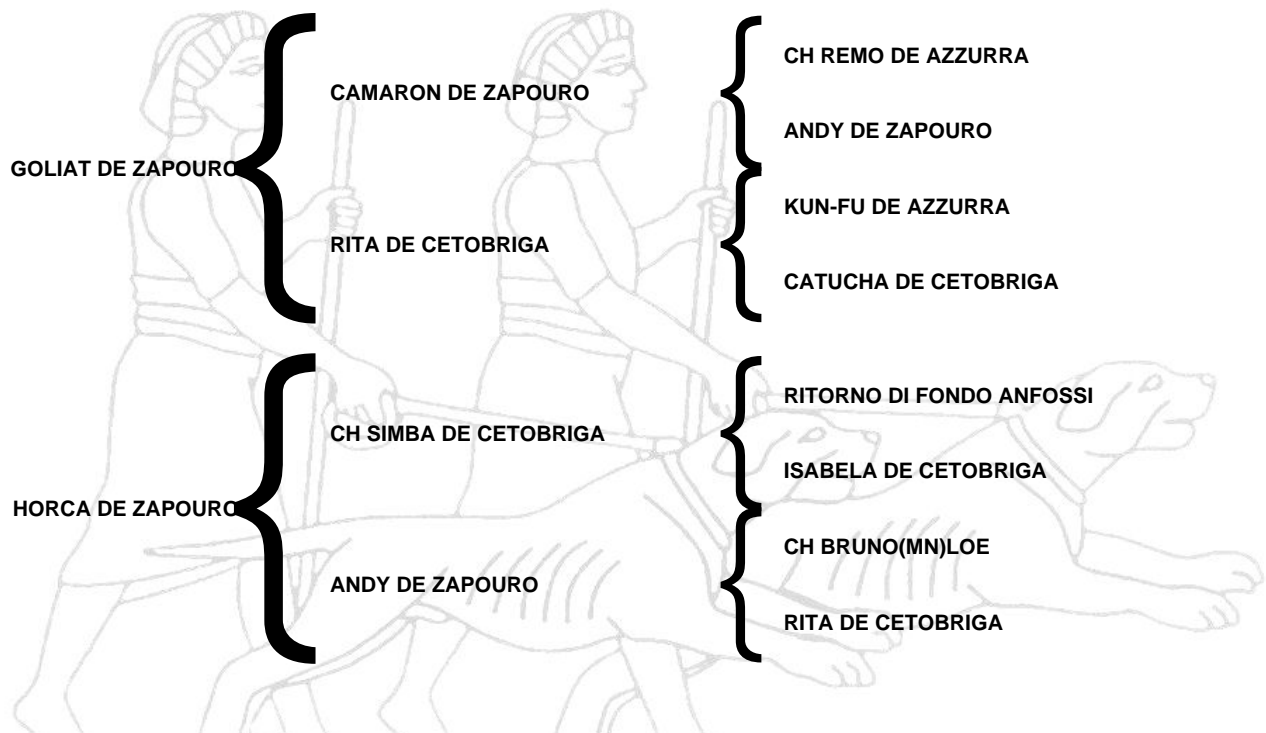 CH REMO DE AZZURRA
CAMARON DE ZAPOURO
ANDY DE ZAPOURO
GOLIAT DE ZAPOURO
KUN-FU DE AZZURRA
RITA DE CETOBRIGA
CATUCHA DE CETOBRIGA
RITORNO DI FONDO ANFOSSI
CH SIMBA DE CETOBRIGA
ISABELA DE CETOBRIGA
HORCA DE ZAPOURO
CH BRUNO(MN)LOE
ANDY DE ZAPOURO
RITA DE CETOBRIGA